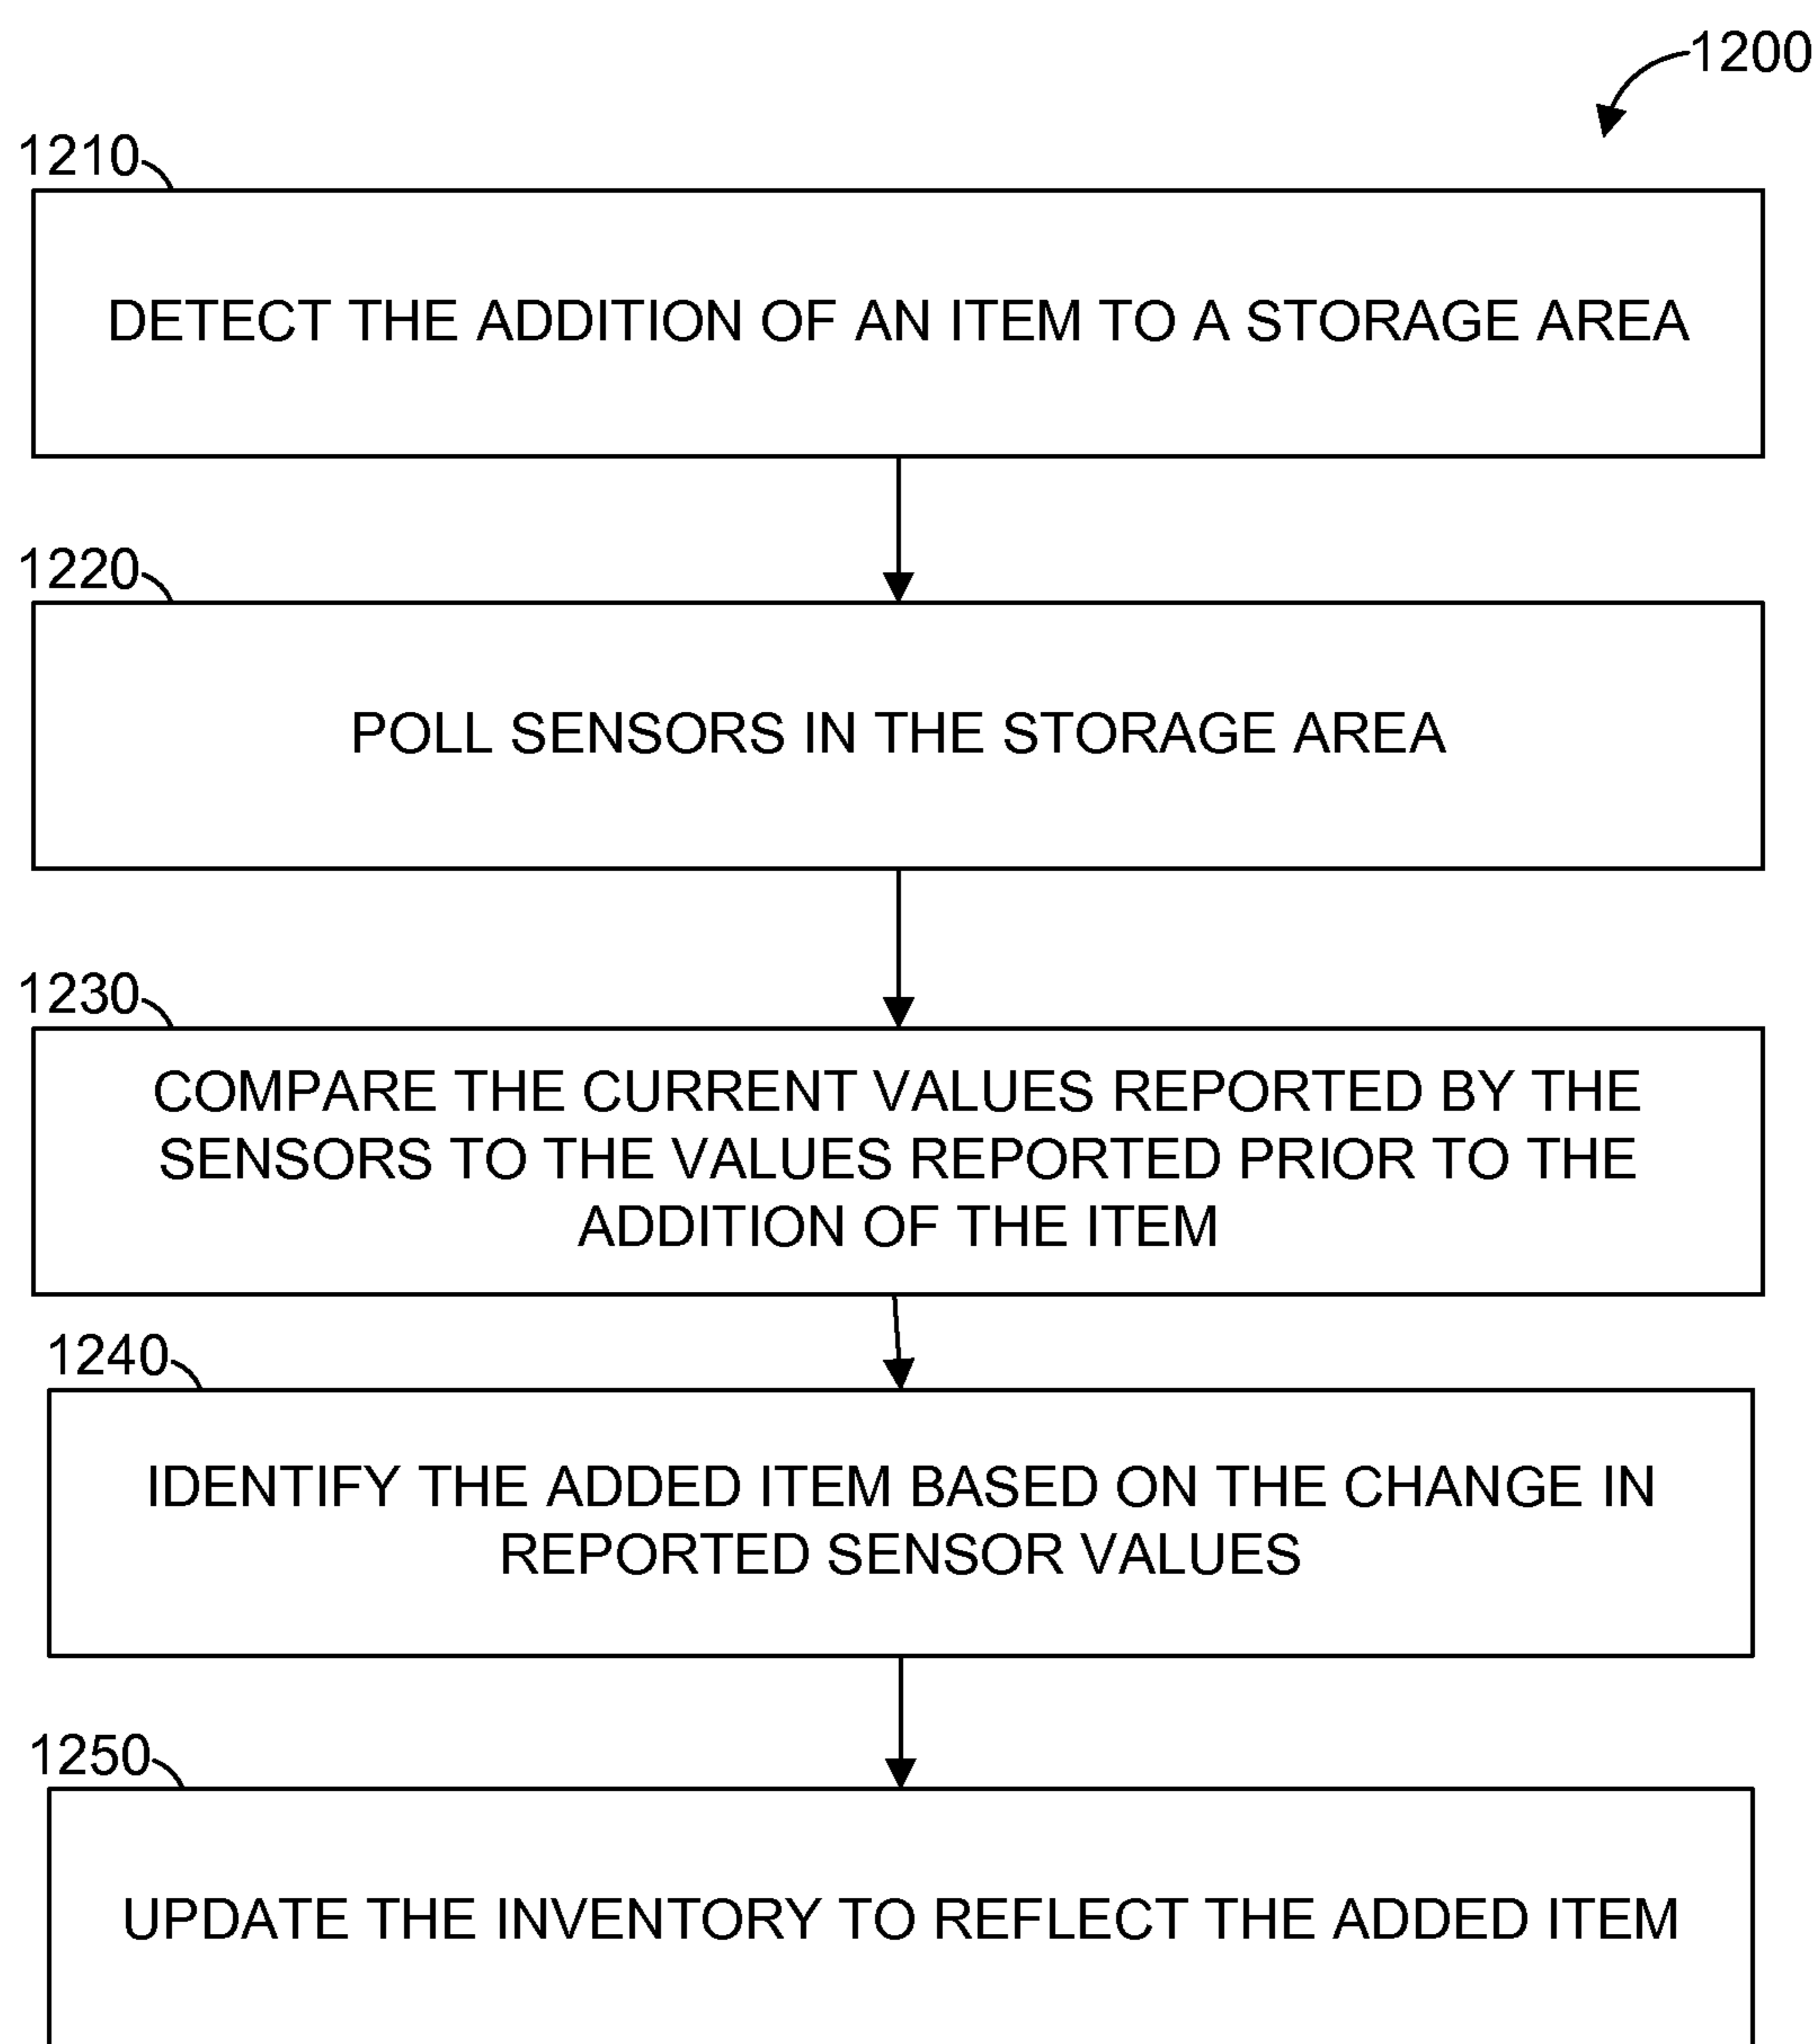 1200
1210
DETECT THE ADDITION OF AN ITEM TO A STORAGE AREA
1220
POLL SENSORS IN THE STORAGE AREA
1230
COMPARE THE CURRENT VALUES REPORTED BY THE
SENSORS TO THE VALUES REPORTED PRIOR TO THE
ADDITION OF THE ITEM
1240
IDENTIFY THE ADDED ITEM BASED ON THE CHANGE IN
REPORTED SENSOR VALUES
1250
UPDATE THE INVENTORY TO REFLECT THE ADDED ITEM